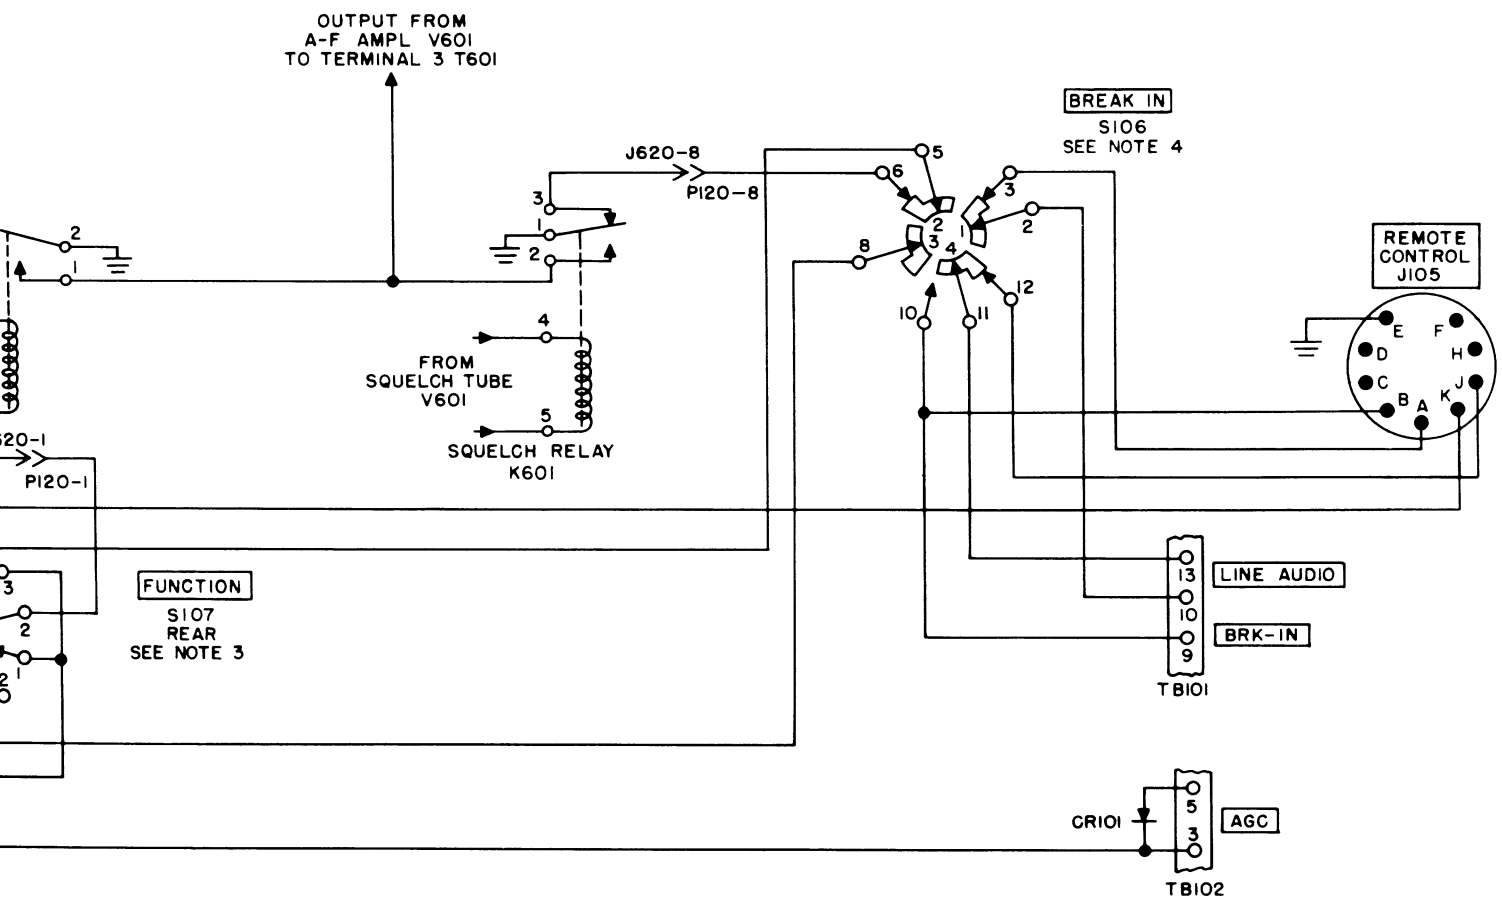 OUTPUT FROM
A-F AMPL V601
TO TERMINAL 3 T601
BREAK IN
S106
SEE NOTE 4
J620-8
P120-8
5
6
3
2
2
1
3
4
8
12
10
11
3
1
2
2
1
4
FROM
SQUELCH TUBE
V601
5
SQUELCH RELAY
K601
REMOTE
CONTROL
J105
E
F
D
H
C
J
B
A
K
620-1
P120-1
3
2
1
2
FUNCTION
S107
REAR
SEE NOTE 3
13
LINE AUDIO
10
BRK-IN
9
TB101
CR101
5
AGC
3
TB102